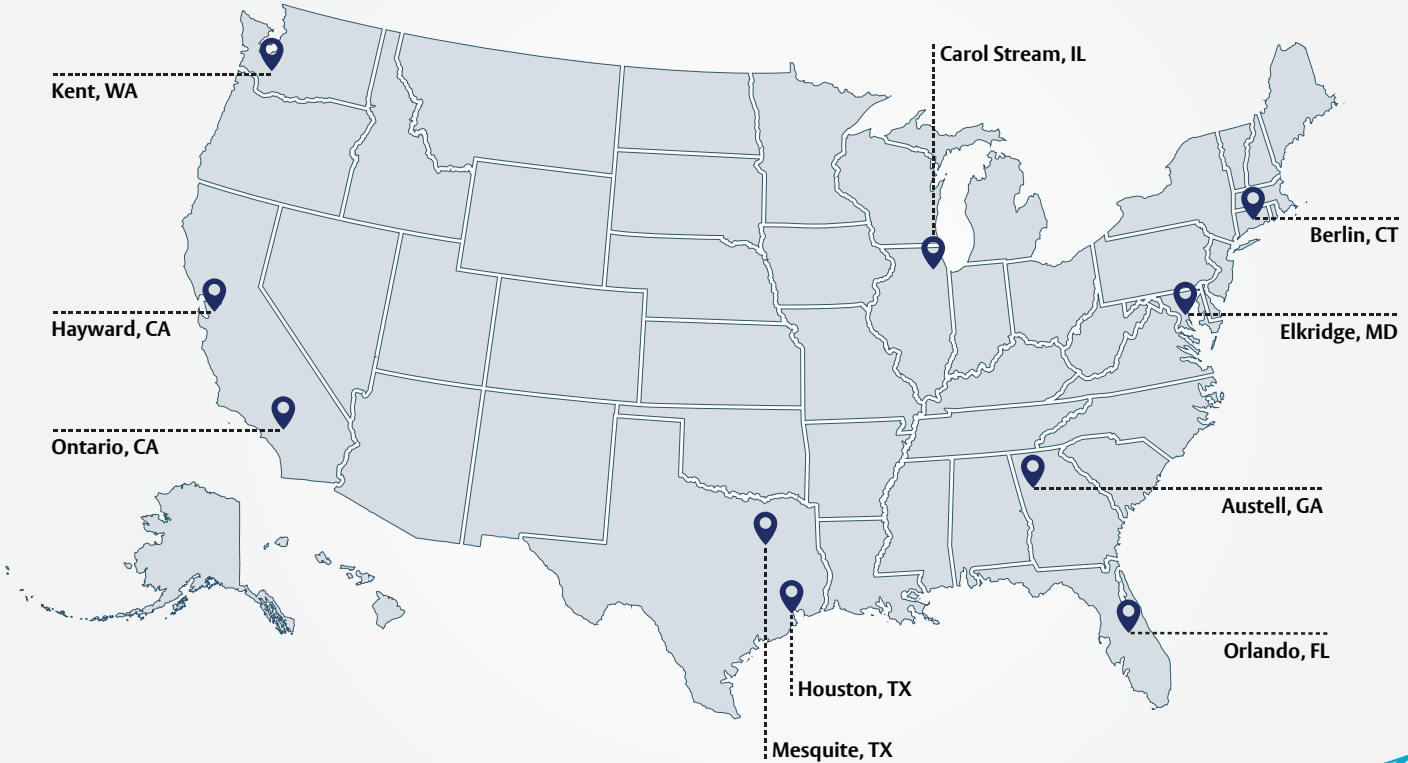 Carol Stream, IL
Kent, WA
Berlin, CT
Hayward, CA
Elkridge, MD
Ontario, CA
Austell, GA
Orlando, FL
Houston, TX
Mesquite, TX